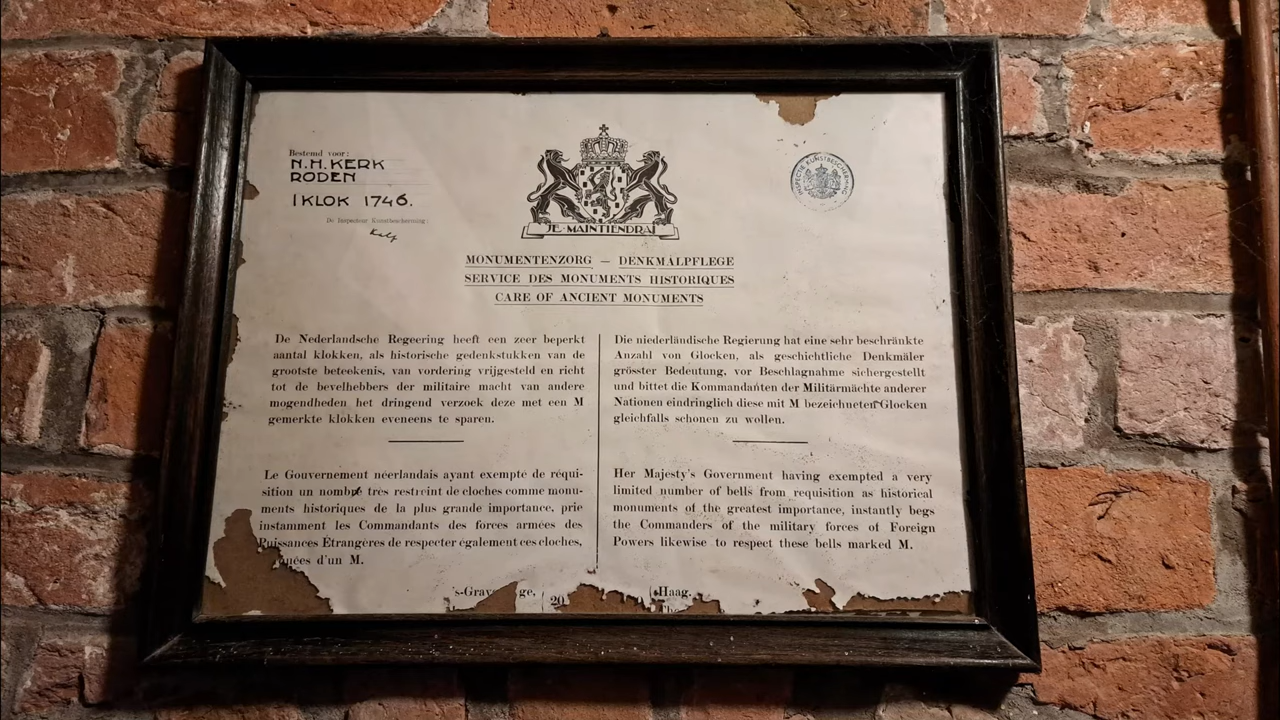 Bestemd voor:
N.H. KERK
RODEN
1 KLOK 1746.
De Inspecteur Kunstbescherming:
JE·MAINTIENDRAI
KUNSTBESCHERMING
MONUMENTENZORG — DENKMALPFLEGE
SERVICE DES MONUMENTS HISTORIQUES
CARE OF ANCIENT MONUMENTS
De Nederlandsche Regeering heeft een zeer beperkt
aantal klokken, als historische gedenkstukken van de
grootste beteekenis, van vordering vrijgesteld en richt
tot de bevelhebbers der militaire macht van andere
mogendheden het dringend verzoek deze met een M
gemerkte klokken eveneens te sparen.
Die niederländische Regierung hat eine sehr beschränkte
Anzahl von Glocken, als geschichtliche Denkmäler
grösster Bedeutung, vor Beschlagnahme sichergestellt
und bittet die Kommandanten der Militärmächte anderer
Nationen eindringlich diese mit M bezeichneten Glocken
gleichfalls schonen zu wollen.
Le Gouvernement néerlandais ayant exempté de réqui-
sition un nombre très restreint de cloches comme monu-
ments historiques de la plus grande importance, prie
instamment les Commandants des forces armées des
Puissances Étrangères de respecter également ces cloches,
d'un M.
Her Majesty's Government having exempted a very
limited number of bells from requisition as historical
monuments of the greatest importance, instantly begs
the Commanders of the military forces of Foreign
Powers likewise to respect these bells marked M.
's-Grav ge, 20 Haag.